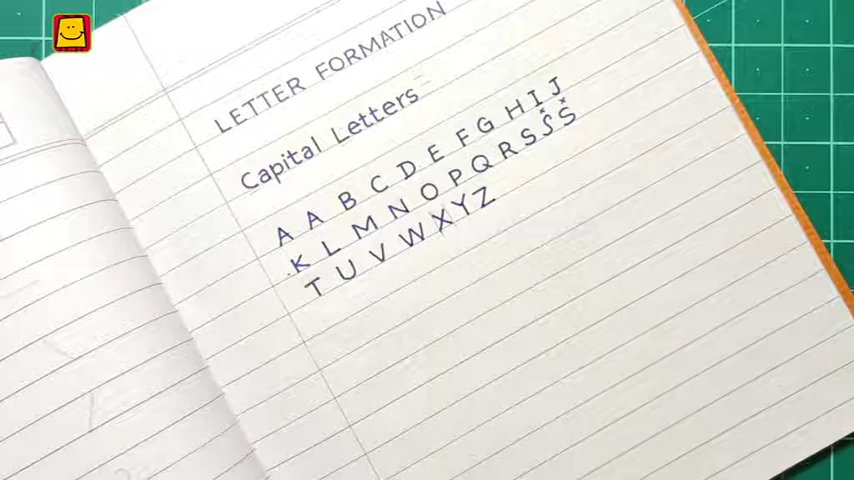 LETTER FORMATION
Capital Letters
A A B C D E F G H I J
K L M N O P Q R S S S
T U V W X Y Z